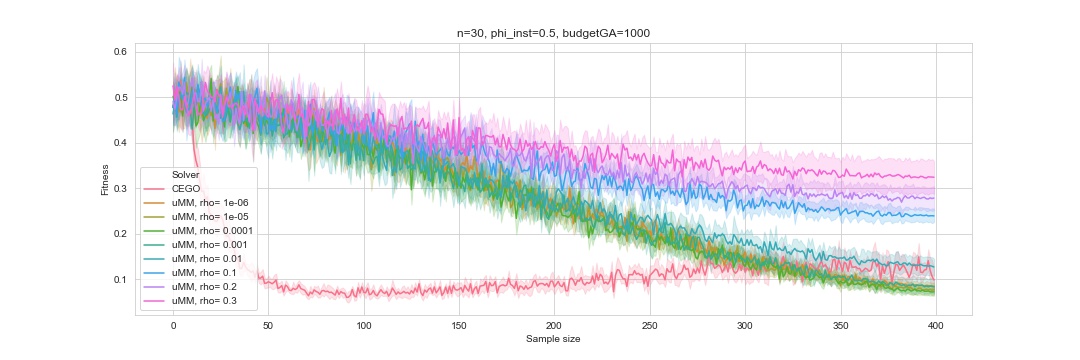 n=30, phi_inst=0.5, budgetGA=1000
0.6
0.5
0.4
0.3
0.2
0.1
Fitness
Solver
CEGO
uMM, rho= 1e-06
uMM, rho= 1e-05
uMM, rho= 0.0001
uMM, rho= 0.001
uMM, rho= 0.01
uMM, rho= 0.1
uMM, rho= 0.2
uMM, rho= 0.3
0 50 100 150 200 250 300 350 400
Sample size